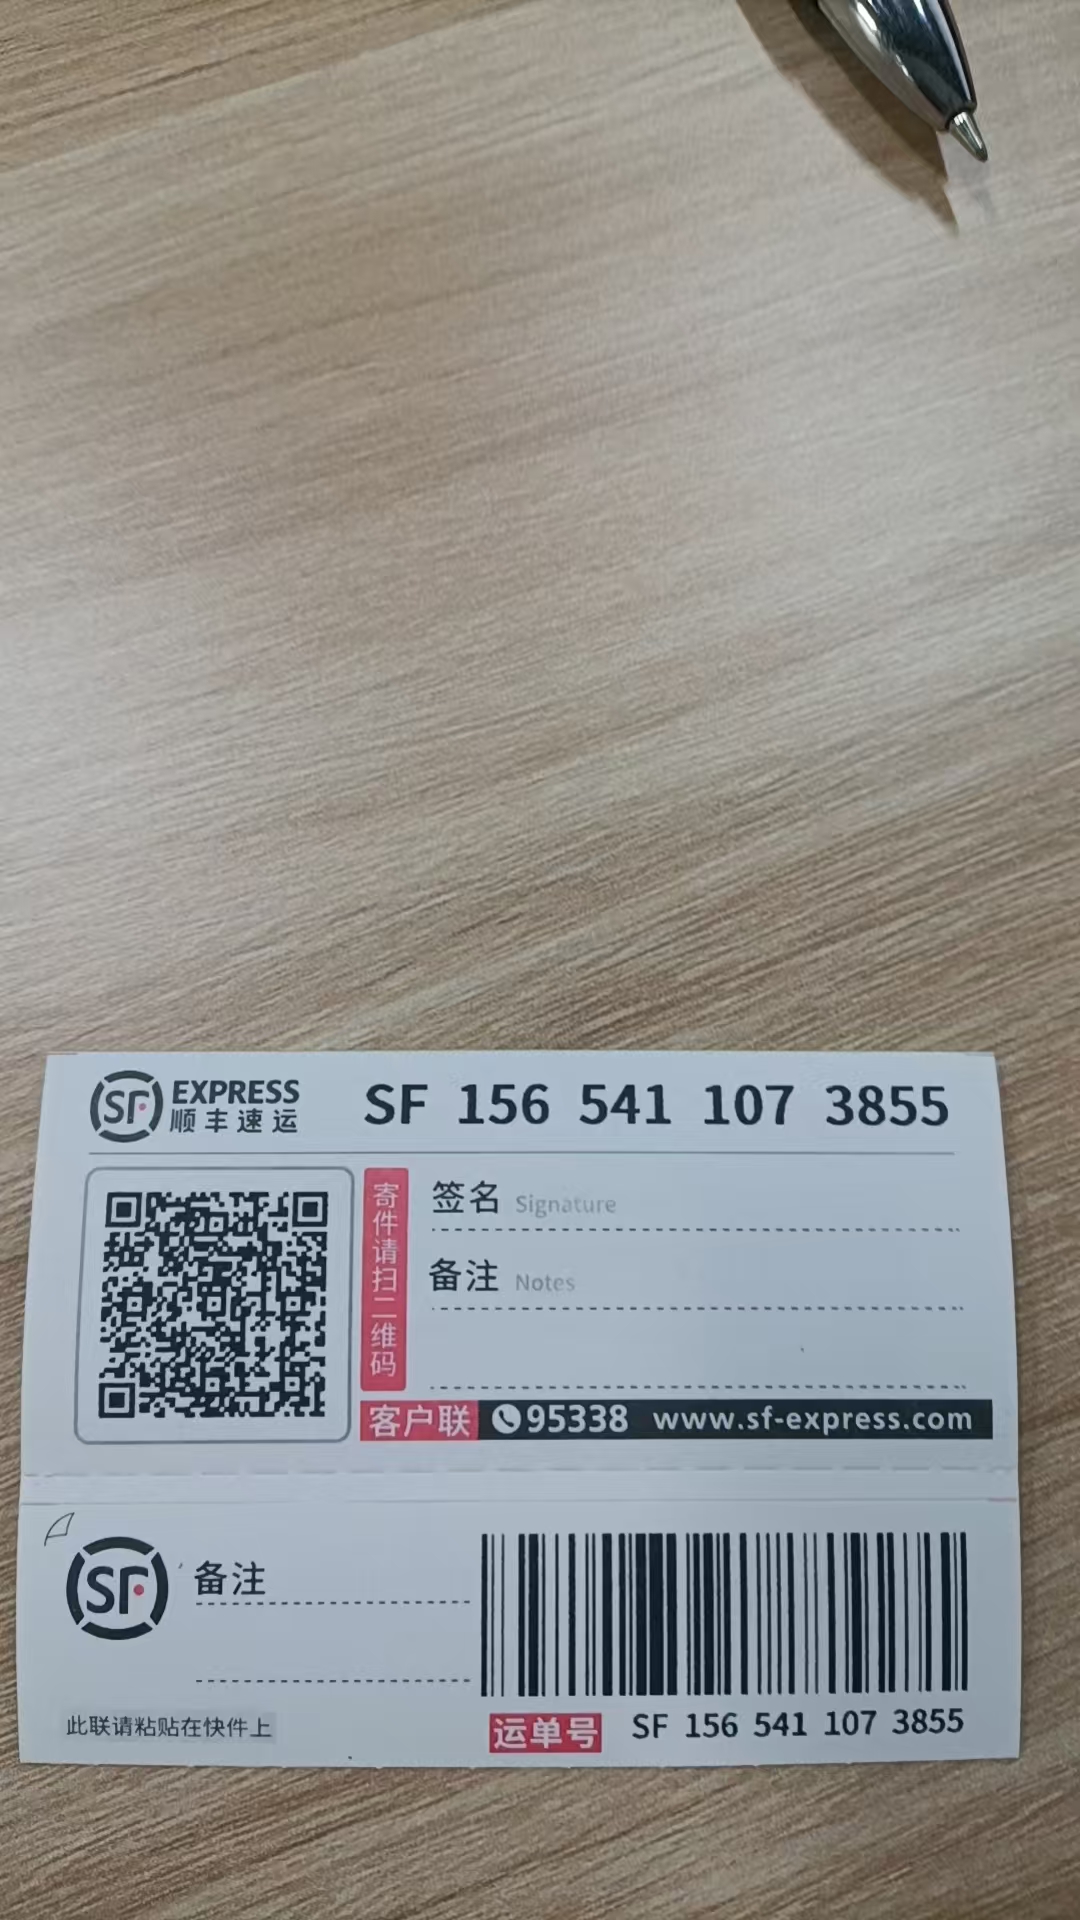 SF EXPRESS
顺丰速运
SF 156 541 107 3855
寄件请扫二维码
签名 Signature
备注 Notes
客户联 95338 www.sf-express.com
SF
备注
此联请粘贴在快件上
运单号 SF 156 541 107 3855